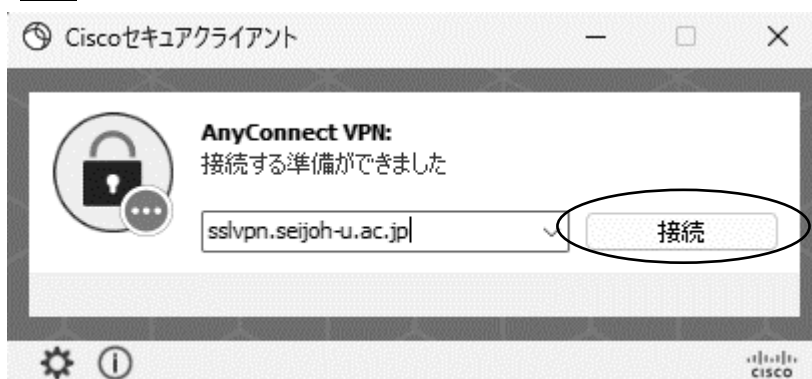 Ciscoセキュアクライアント
AnyConnect VPN:
接続する準備ができました
sslvpn.seijoh-u.ac.jp
接続
CISCO